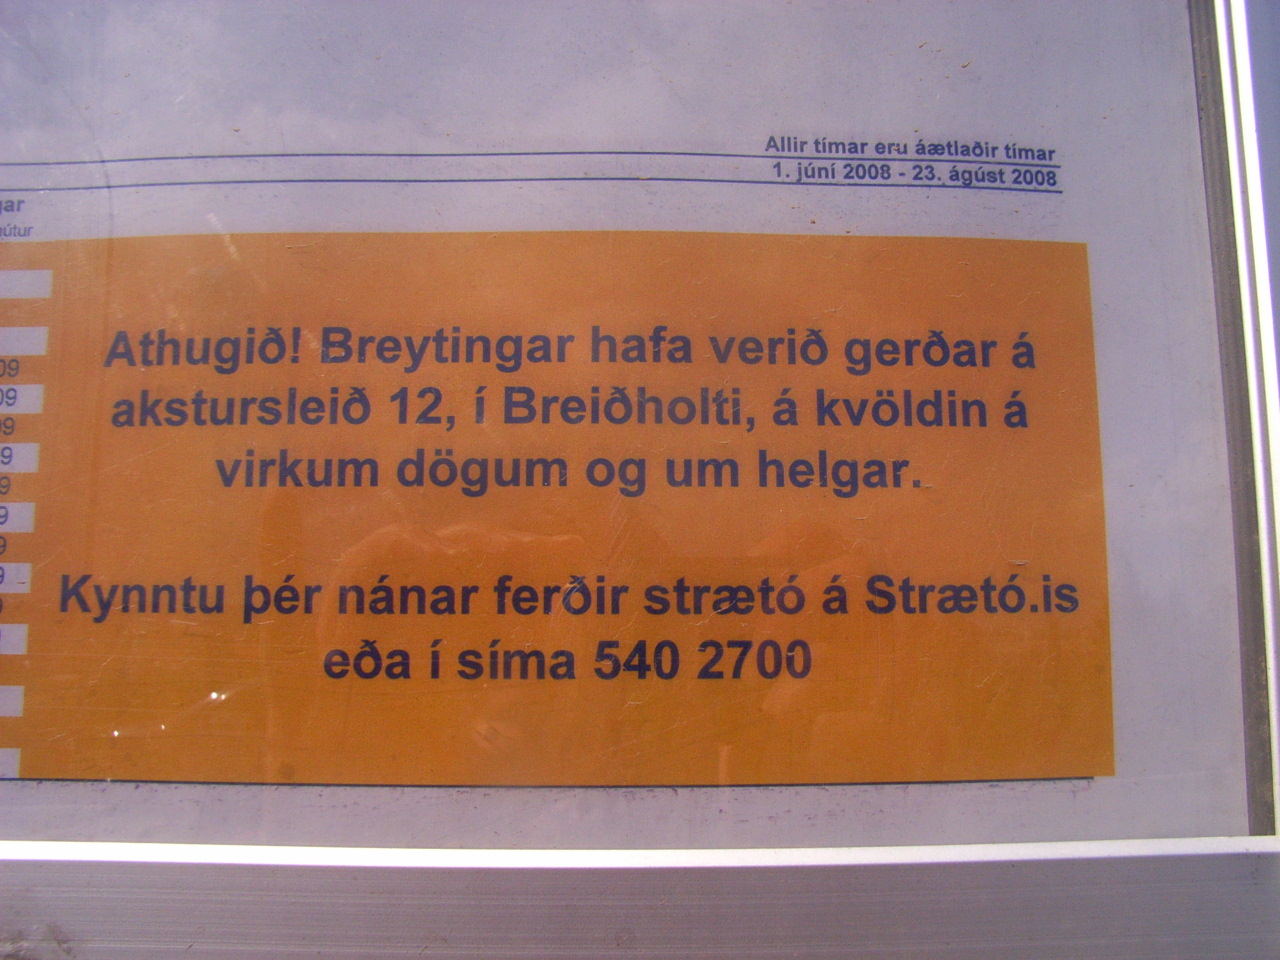 Allir tímar eru áætlaðir tímar
1. júní 2008 - 23. ágúst 2008
Athugið! Breytingar hafa verið gerðar á
akstursleið 12, í Breiðholti, á kvöldin á
virkum dögum og um helgar.
Kynntu þér nánar ferðir strætó á Strætó.is
eða í síma 540 2700